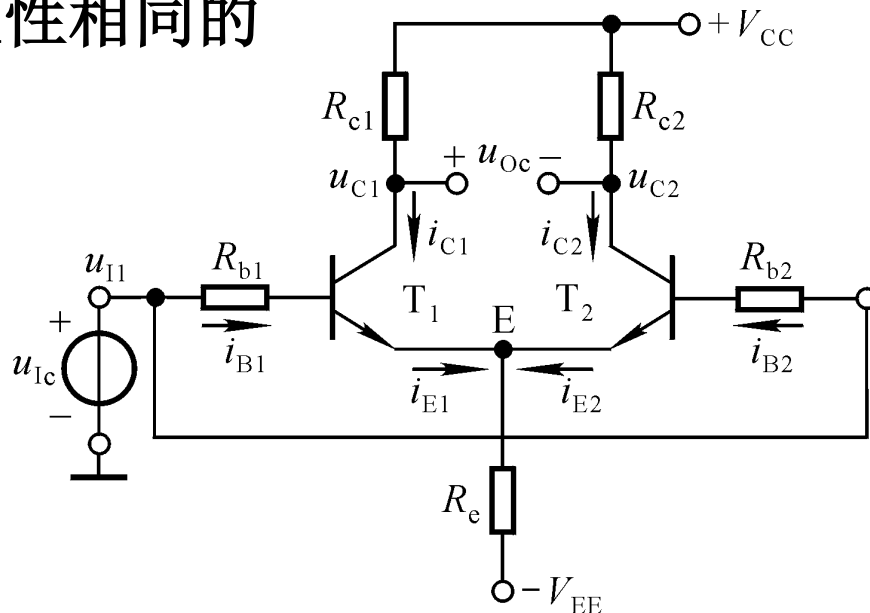 性相同的
+V_CC
R_c1
R_c2
+ u_Oc −
u_C1
u_C2
i_C1
i_C2
u_I1
R_b1
R_b2
T_1
T_2
E
+
u_Ic
−
i_B1
i_B2
i_E1
i_E2
R_e
−V_EE